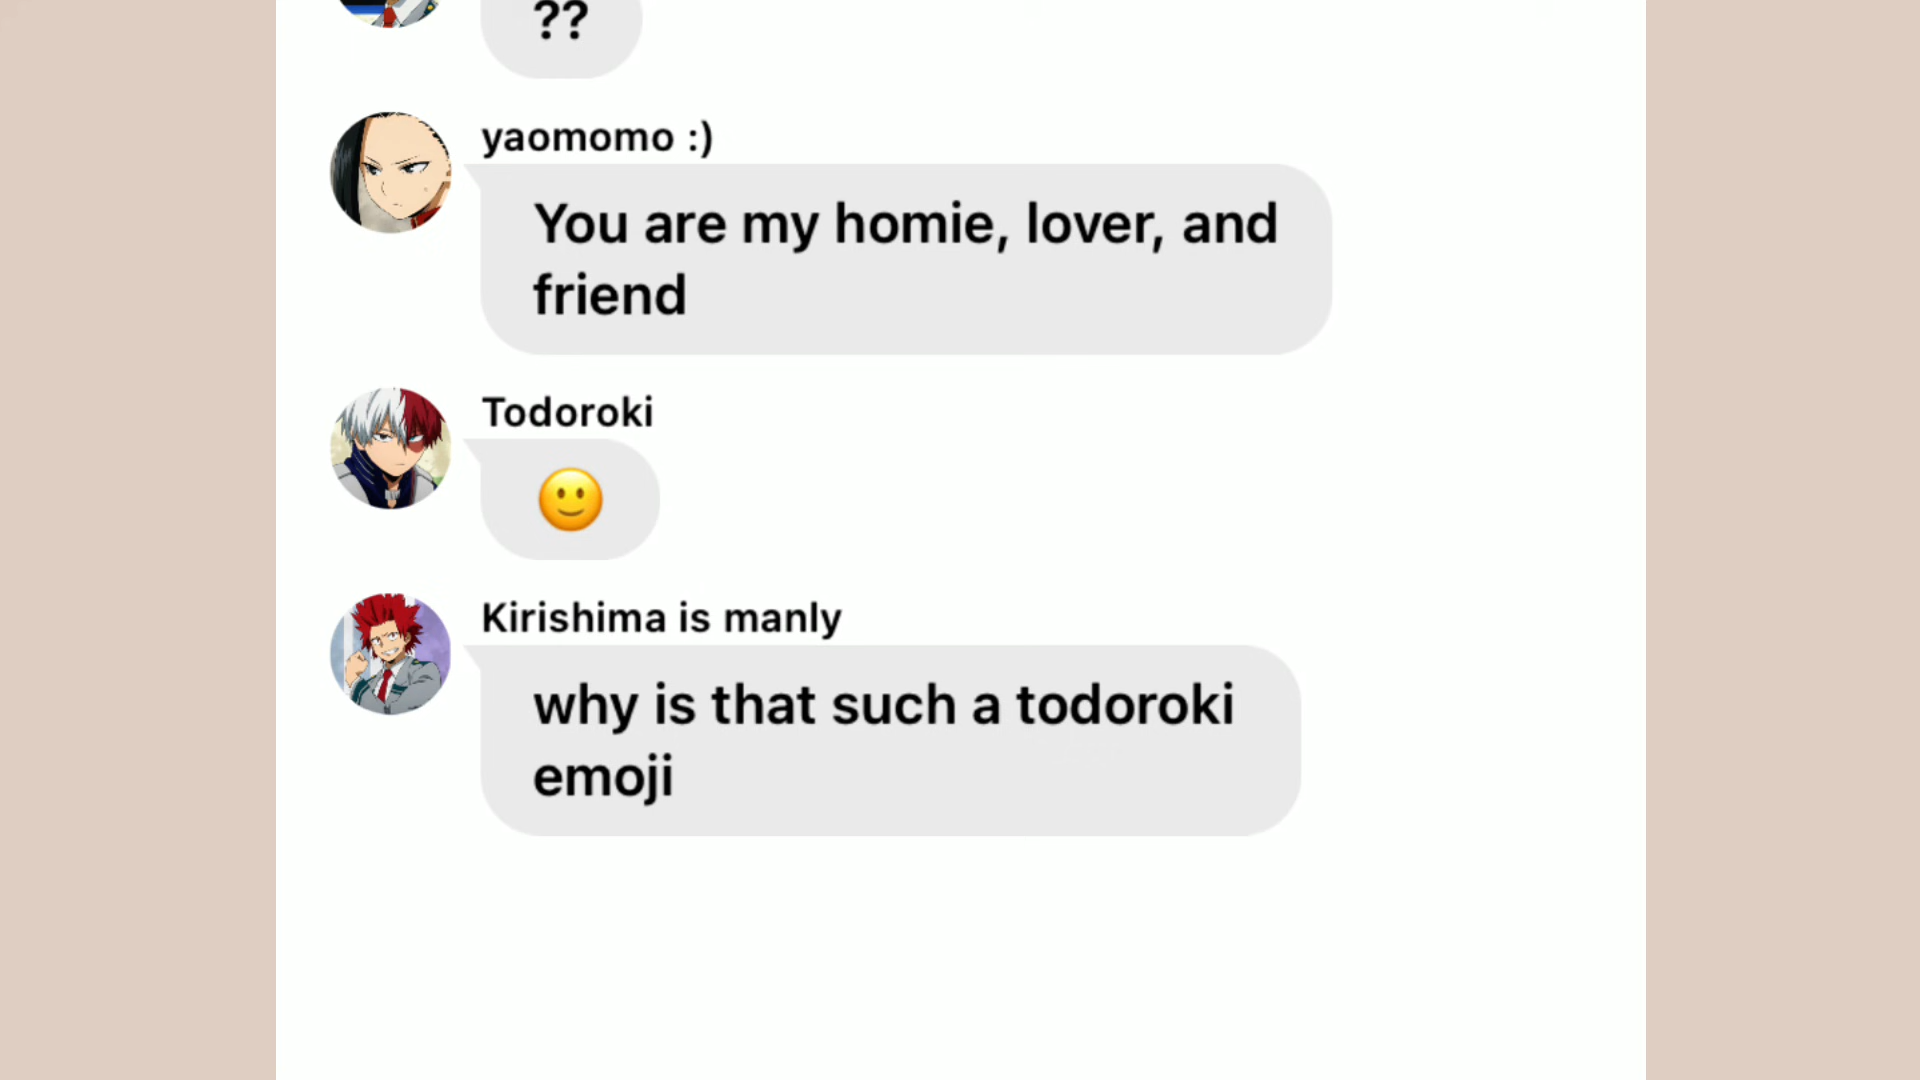 ??
yaomomo :)
You are my homie, lover, and
friend
Todoroki
🙂
Kirishima is manly
why is that such a todoroki
emoji